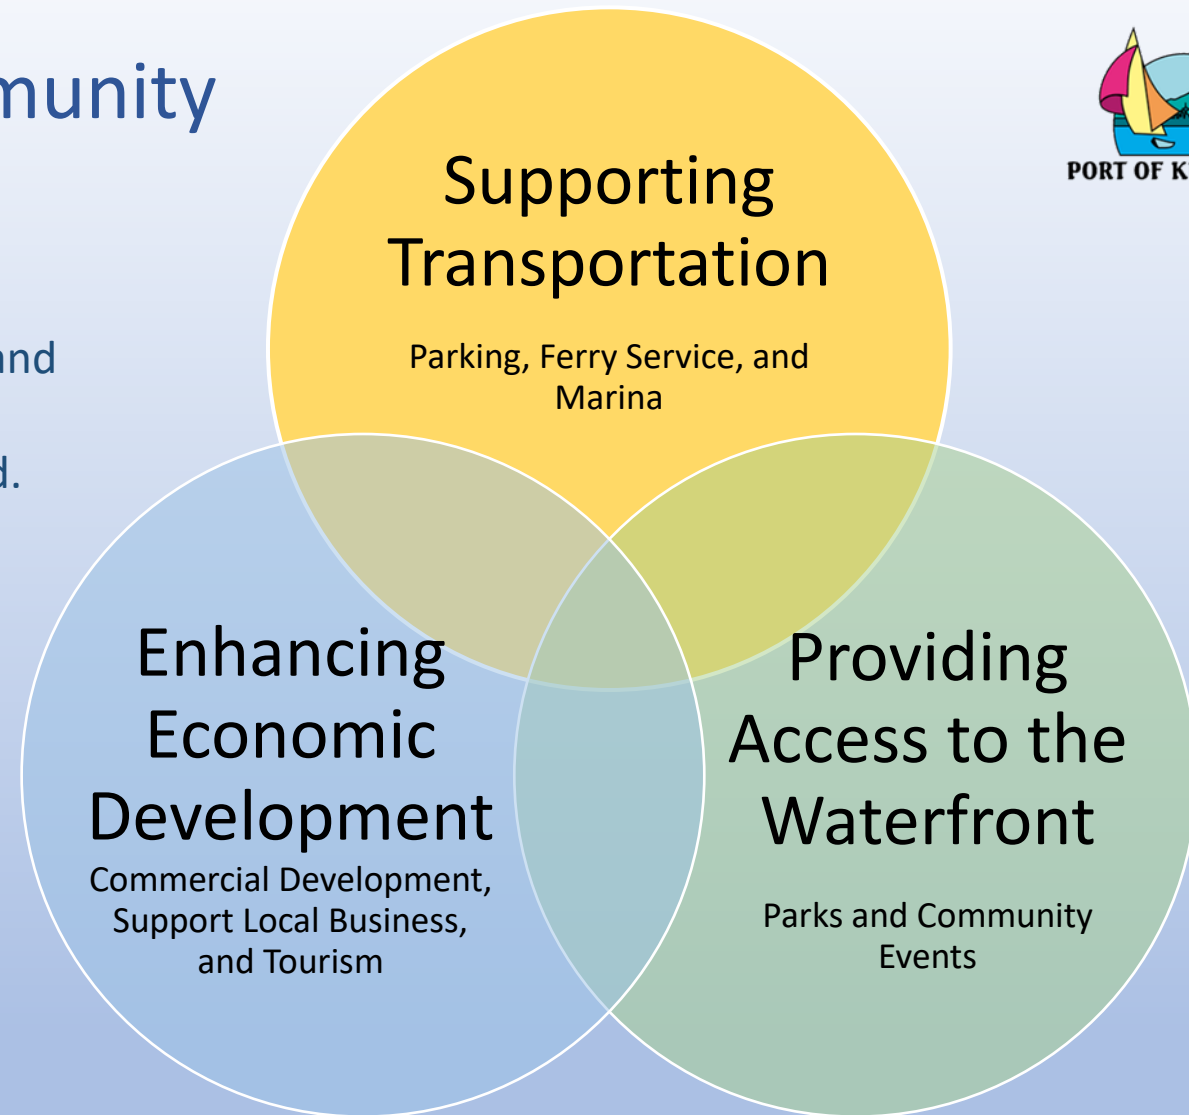 munity
PORT OF K
Supporting
Transportation
Parking, Ferry Service, and
Marina
and
d.
Enhancing
Economic
Development
Commercial Development,
Support Local Business,
and Tourism
Providing
Access to the
Waterfront
Parks and Community
Events